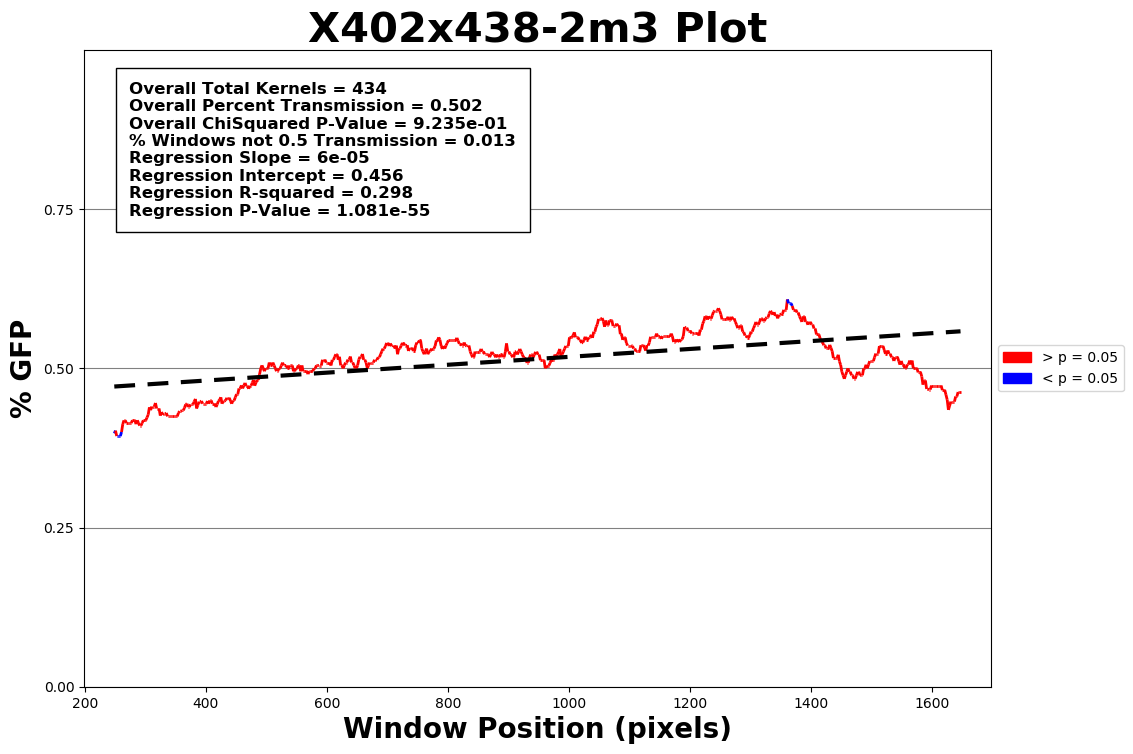 X402x438-2m3 Plot
Overall Total Kernels = 434
Overall Percent Transmission = 0.502
Overall ChiSquared P-Value = 9.235e-01
% Windows not 0.5 Transmission = 0.013
Regression Slope = 6e-05
Regression Intercept = 0.456
Regression R-squared = 0.298
Regression P-Value = 1.081e-55
% GFP
0.75
0.50
0.25
0.00
200 400 600 800 1000 1200 1400 1600
Window Position (pixels)
> p = 0.05
< p = 0.05